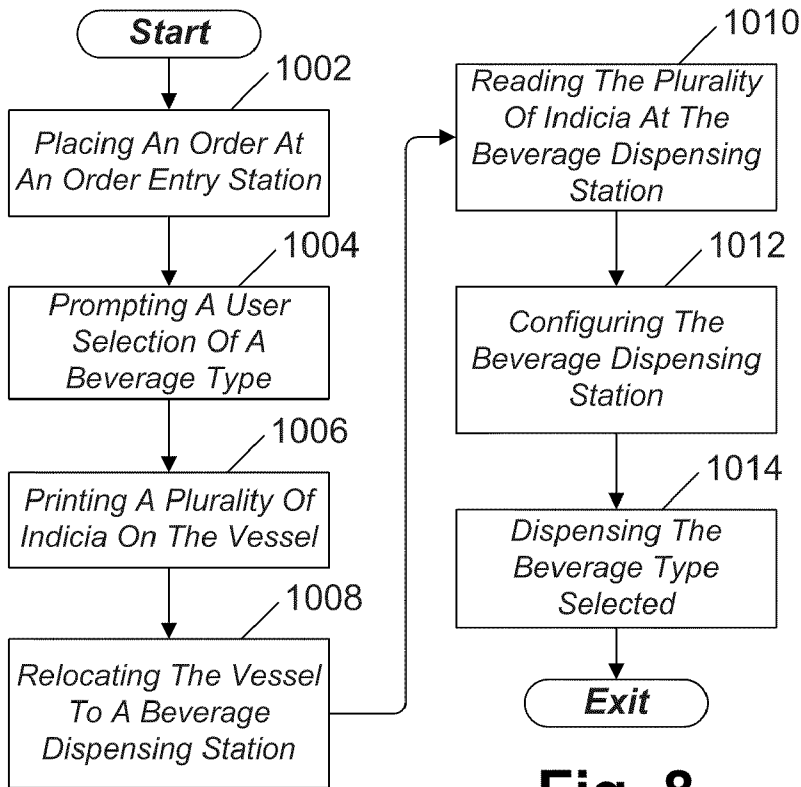 Start
1002
Placing An Order At
An Order Entry Station
1004
Prompting A User
Selection Of A
Beverage Type
1006
Printing A Plurality Of
Indicia On The Vessel
1008
Relocating The Vessel
To A Beverage
Dispensing Station
1010
Reading The Plurality
Of Indicia At The
Beverage Dispensing
Station
1012
Configuring The
Beverage Dispensing
Station
1014
Dispensing The
Beverage Type
Selected
Exit
Fig. 8